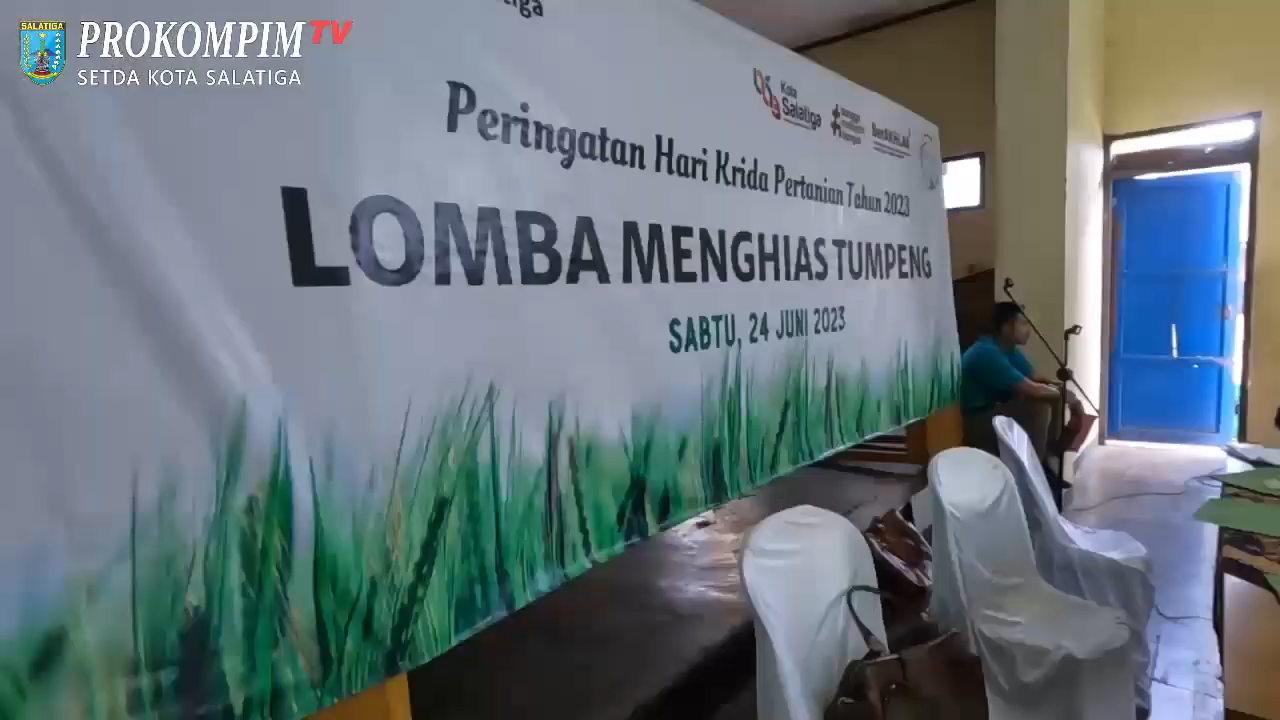 SALATIGA
PROKOMPIM TV
SETDA KOTA SALATIGA
Kota
Salatiga
BerAKHLAK
Peringatan Hari Krida Pertanian Tahun 2023
LOMBA MENGHIAS TUMPENG
SABTU, 24 JUNI 2023